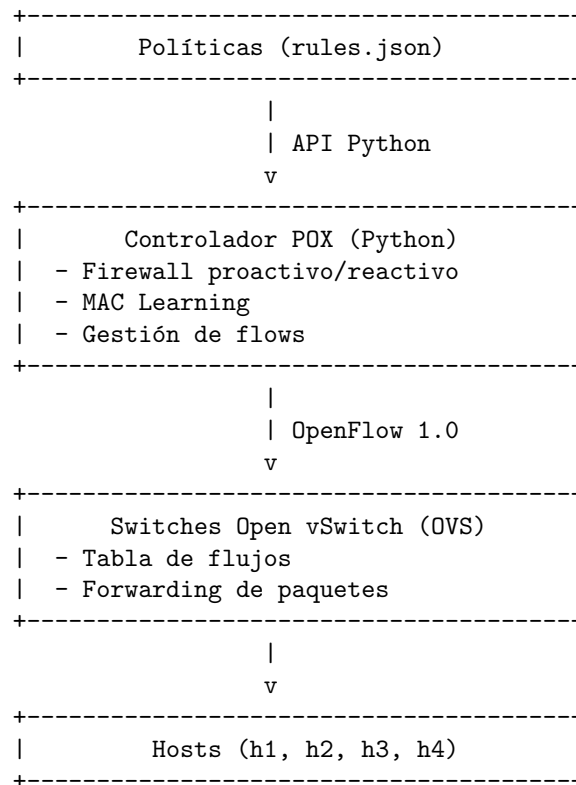 +----------------------------------------
|        Políticas (rules.json)
+----------------------------------------
                  |
                  | API Python
                  v
+----------------------------------------
|       Controlador POX (Python)
|  - Firewall proactivo/reactivo
|  - MAC Learning
|  - Gestión de flows
+----------------------------------------
                  |
                  | OpenFlow 1.0
                  v
+----------------------------------------
|      Switches Open vSwitch (OVS)
|  - Tabla de flujos
|  - Forwarding de paquetes
+----------------------------------------
                  |
                  v
+----------------------------------------
|         Hosts (h1, h2, h3, h4)
+----------------------------------------